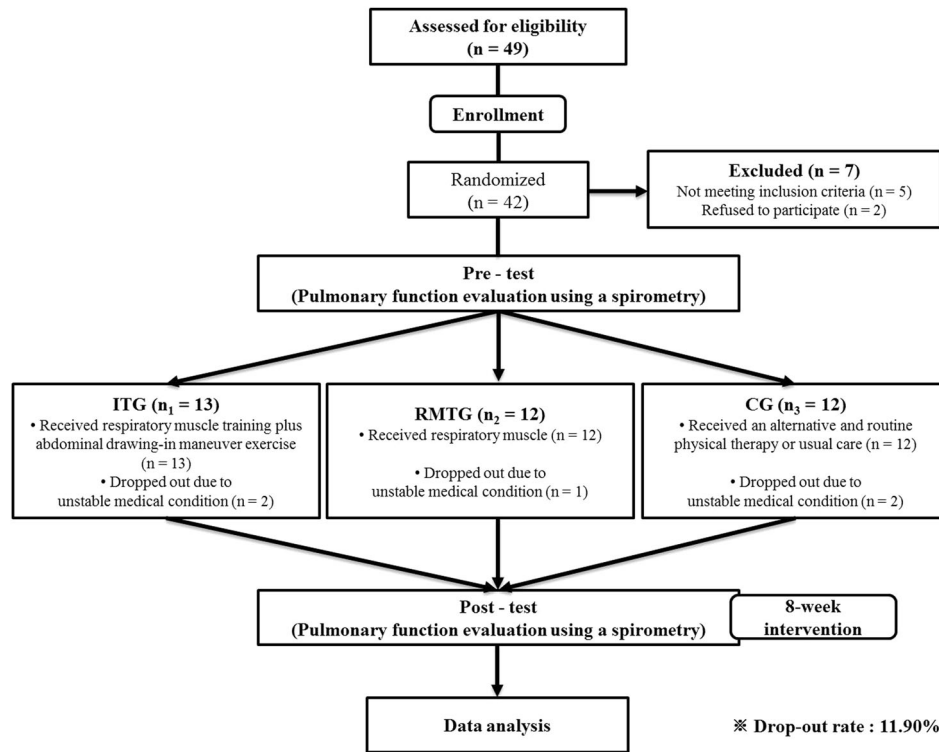 Assessed for eligibility
(n = 49)
Enrollment
Randomized
(n = 42)
Excluded (n = 7)
Not meeting inclusion criteria (n = 5)
Refused to participate (n = 2)
Pre - test
(Pulmonary function evaluation using a spirometry)
ITG (n₁ = 13)
• Received respiratory muscle training plus
abdominal drawing-in maneuver exercise
(n = 13)
• Dropped out due to
unstable medical condition (n = 2)
RMTG (n₂ = 12)
• Received respiratory muscle (n = 12)
• Dropped out due to
unstable medical condition (n = 1)
CG (n₃ = 12)
• Received an alternative and routine
physical therapy or usual care (n = 12)
• Dropped out due to
unstable medical condition (n = 2)
Post - test
(Pulmonary function evaluation using a spirometry)
8-week
intervention
Data analysis
※ Drop-out rate : 11.90%